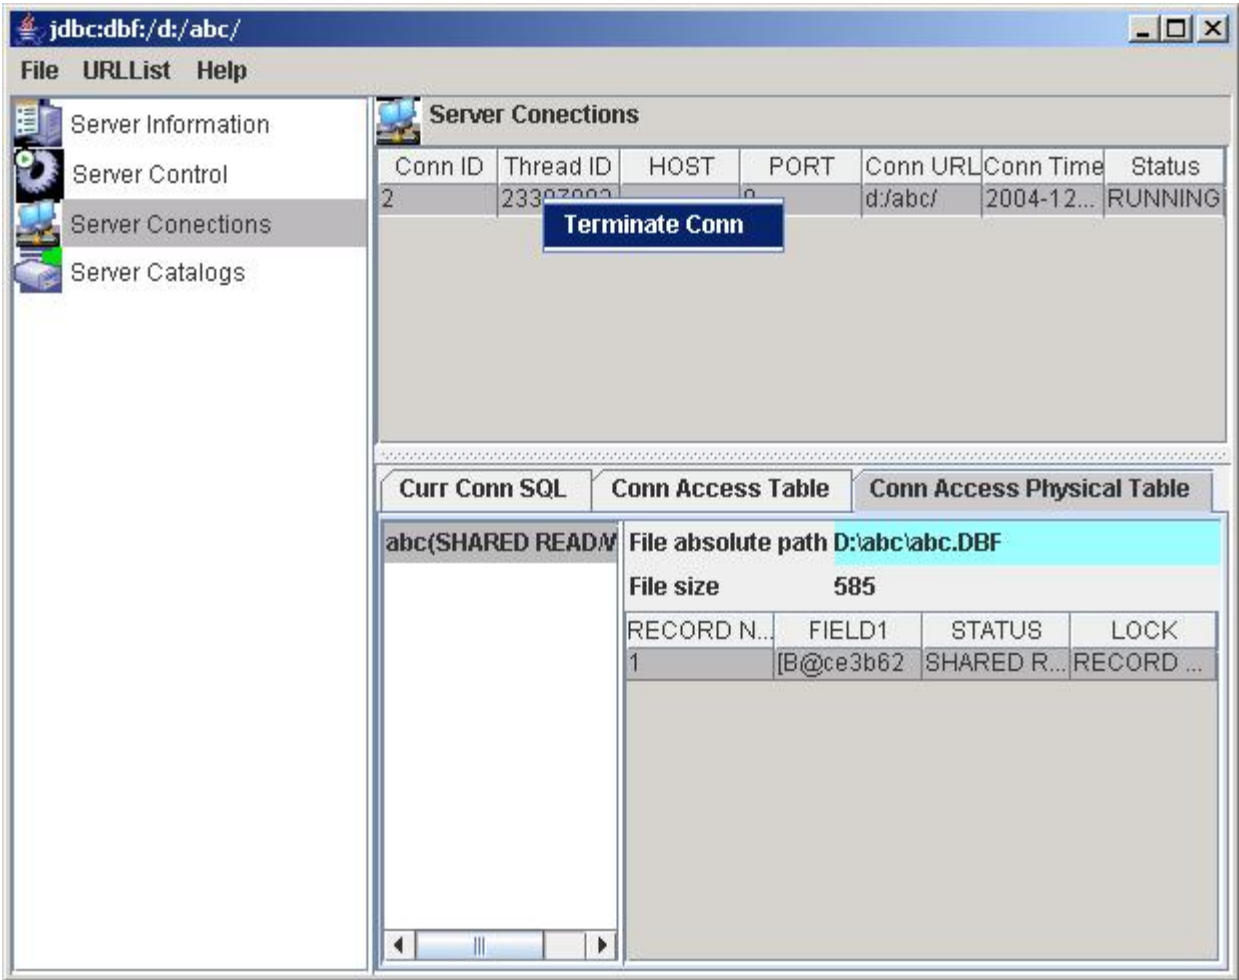 jdbc:dbf:/d:/abc/
File URLList Help
Server Information
Server Control
Server Conections
Server Catalogs
Server Conections
Conn ID Thread ID HOST PORT Conn URL Conn Time Status
2 d:/abc/ 2004-12... RUNNING
Terminate Conn
Curr Conn SQL Conn Access Table Conn Access Physical Table
abc(SHARED READ/
File absolute path D:\abc\abc.DBF
File size 585
RECORD N... FIELD1 STATUS LOCK
1 [B@ce3b62 SHARED R... RECORD ...